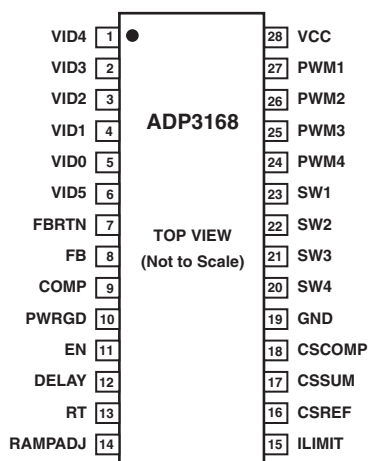 VID4 1 28 VCC
VID3 2 27 PWM1
VID2 3 26 PWM2
VID1 4 ADP3168 25 PWM3
VID0 5 24 PWM4
VID5 6 23 SW1
FBRTN 7 TOP VIEW 22 SW2
FB 8 (Not to Scale) 21 SW3
COMP 9 20 SW4
PWRGD 10 19 GND
EN 11 18 CSCOMP
DELAY 12 17 CSSUM
RT 13 16 CSREF
RAMPADJ 14 15 ILIMIT